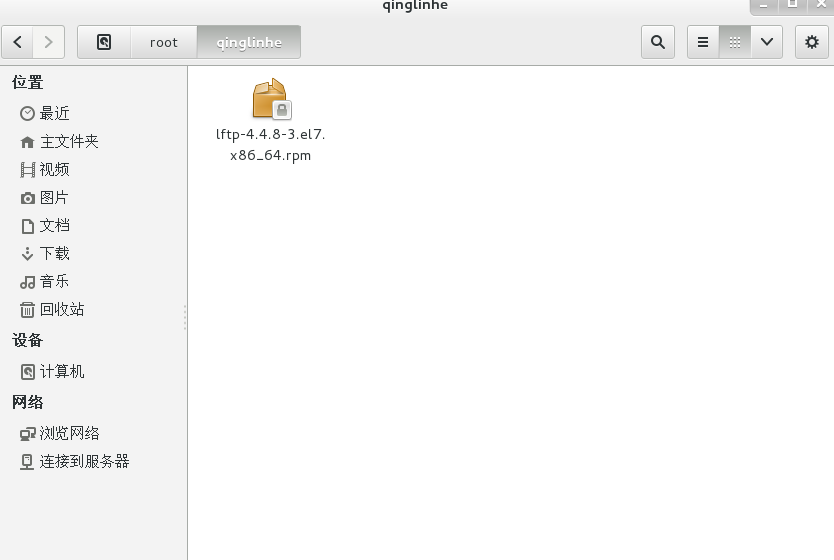 qinglinhe
root
qinglinhe
位置
最近
主文件夹
视频
图片
文档
下载
音乐
回收站
设备
计算机
网络
浏览网络
连接到服务器
lftp-4.4.8-3.el7.
x86_64.rpm